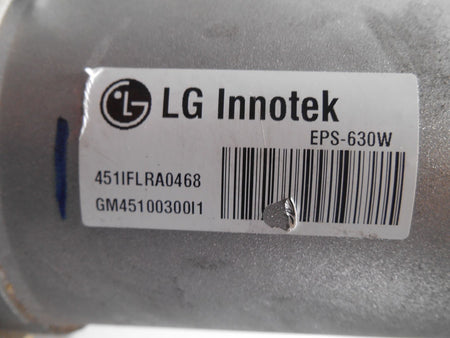 LG Innotek
EPS-630W
451IFLRA0468
GM45100300I1